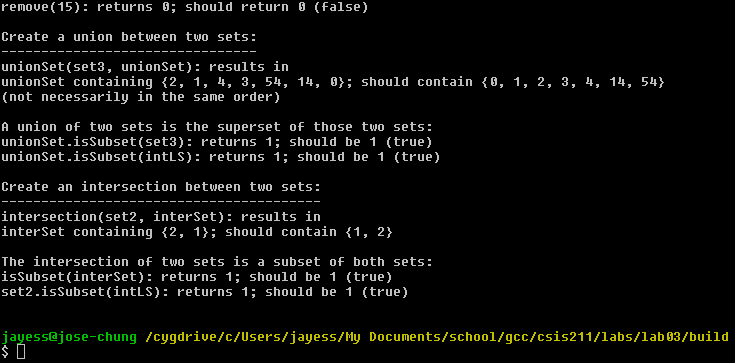 remove(15): returns 0; should return 0 (false)
Create a union between two sets:
--------------------------------
unionSet(set3, unionSet): results in
unionSet containing {2, 1, 4, 3, 54, 14, 0}; should contain {0, 1, 2, 3, 4, 14, 54}
(not necessarily in the same order)
A union of two sets is the superset of those two sets:
unionSet.isSubset(set3): returns 1; should be 1 (true)
unionSet.isSubset(intLS): returns 1; should be 1 (true)
Create an intersection between two sets:
----------------------------------------
intersection(set2, interSet): results in
interSet containing {2, 1}; should contain {1, 2}
The intersection of two sets is a subset of both sets:
isSubset(interSet): returns 1; should be 1 (true)
set2.isSubset(intLS): returns 1; should be 1 (true)
jayess@jose-chung /cygdrive/c/Users/jayess/My Documents/school/gcc/csis211/labs/lab03/build
$